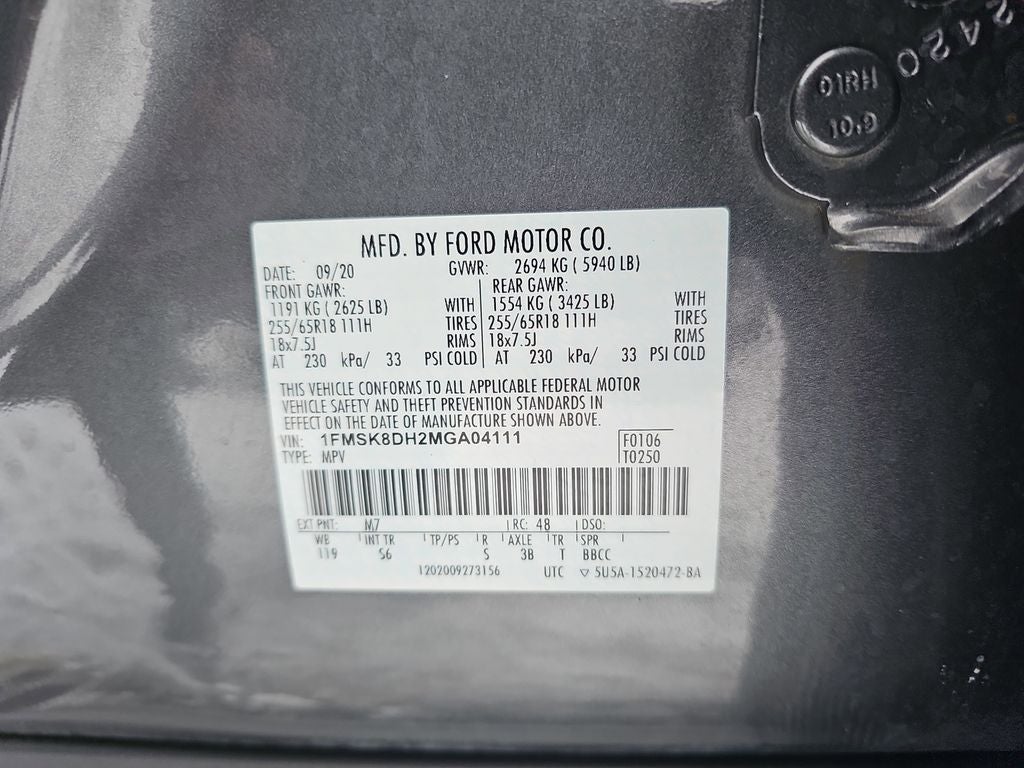 2420
HR10
G.01
MFD. BY FORD MOTOR CO.
DATE: 09/20 GVWR: 2694 KG ( 5940 LB)
FRONT GAWR: REAR GAWR:
1191 KG ( 2625 LB) WITH 1554 KG ( 3425 LB) WITH
255/65R18 111H TIRES 255/65R18 111H TIRES
18x7.5J RIMS 18x7.5J RIMS
AT 230 kPa/ 33 PSI COLD AT 230 kPa/ 33 PSI COLD
THIS VEHICLE CONFORMS TO ALL APPLICABLE FEDERAL MOTOR
VEHICLE SAFETY AND THEFT PREVENTION STANDARDS IN
EFFECT ON THE DATE OF MANUFACTURE SHOWN ABOVE.
VIN: 1FMSK8DH2MGA04111 F0106
TYPE: MPV T0250
EXT PNT: M7 RC: 48 DSO:
WB INT TR TP/PS R AXLE TR SPR
119 S6 S 3B T BBCC
1202009273156 UTC ▽ 5U5A-1520472-BA